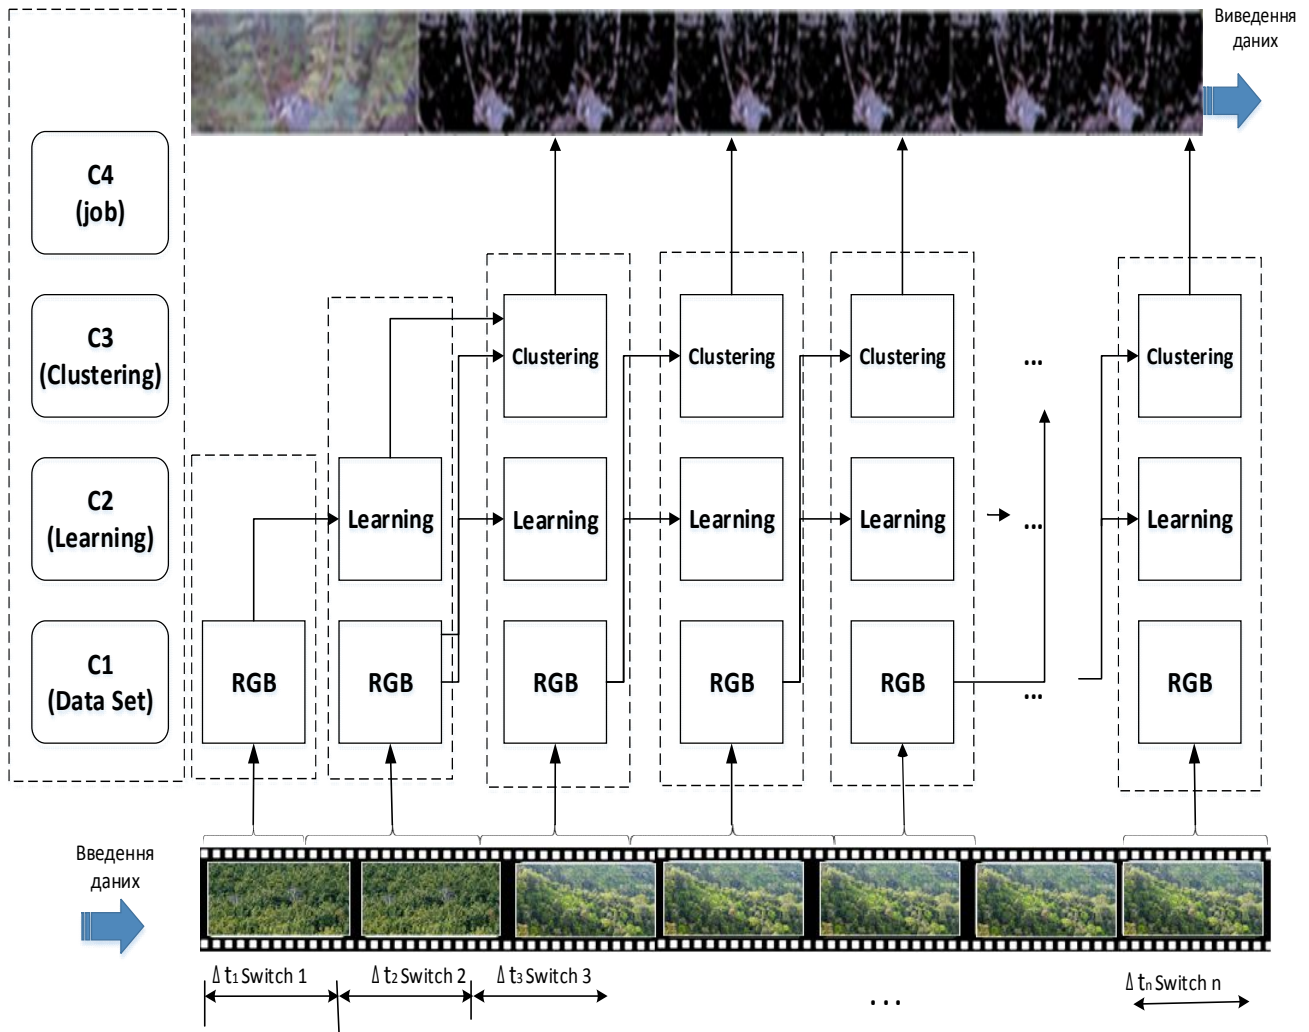 Виведення
даних
C4
(job)
C3
(Clustering)
Clustering
Clustering
Clustering
...
Clustering
C2
(Learning)
Learning
Learning
Learning
Learning
...
Learning
C1
(Data Set)
RGB
RGB
RGB
RGB
RGB
...
RGB
Введення
даних
Δ t₁ Switch 1
Δ t₂ Switch 2
Δ t₃ Switch 3
...
Δ tₙ Switch n